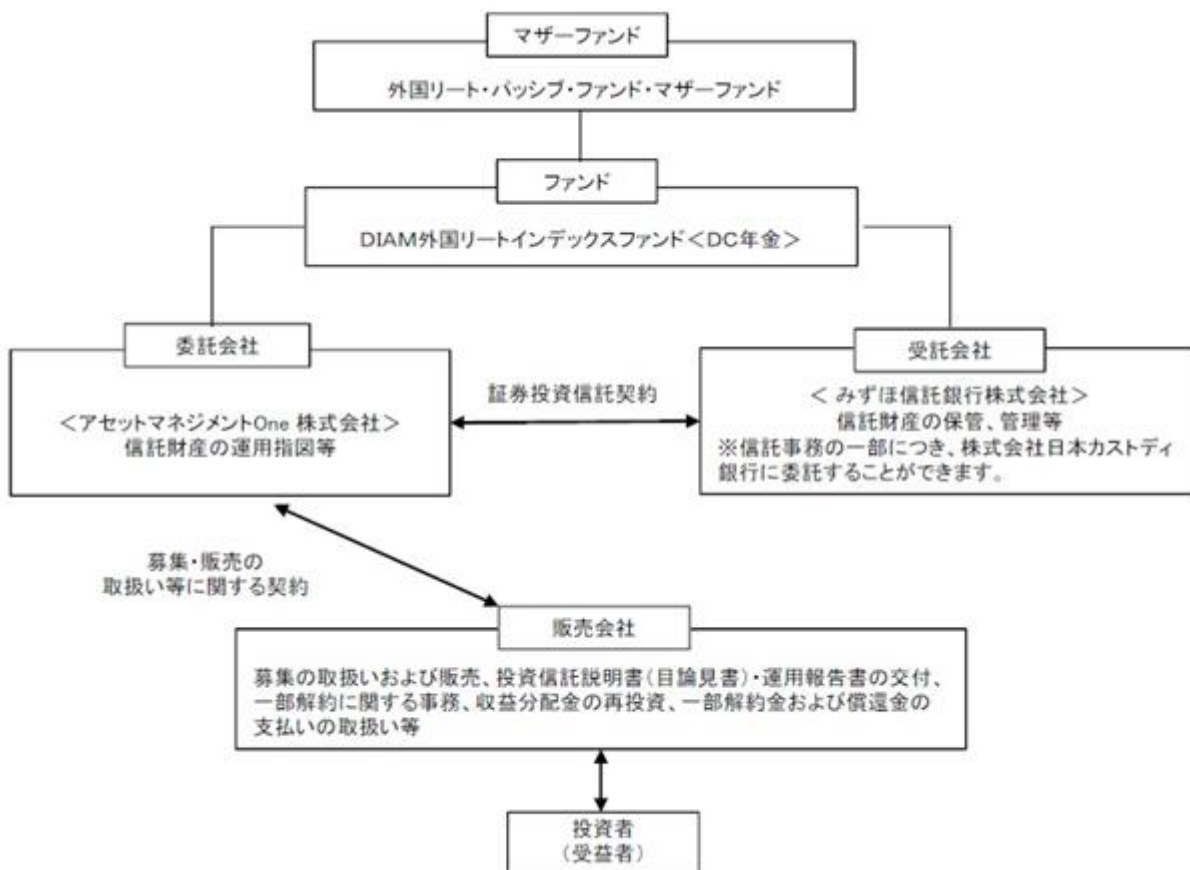 マザーファンド
外国リート・パッシブ・ファンド・マザーファンド
ファンド
DIAM外国リートインデックスファンド＜DC年金＞
委託会社
＜アセットマネジメントOne 株式会社＞
信託財産の運用指図等
証券投資信託契約
受託会社
＜ みずほ信託銀行株式会社＞
信託財産の保管、管理等
※信託事務の一部につき、株式会社日本カストディ
銀行に委託することができます。
募集・販売の
取扱い等に関する契約
販売会社
募集の取扱いおよび販売、投資信託説明書(目論見書)・運用報告書の交付、
一部解約に関する事務、収益分配金の再投資、一部解約金および償還金の
支払いの取扱い等
投資者
(受益者)